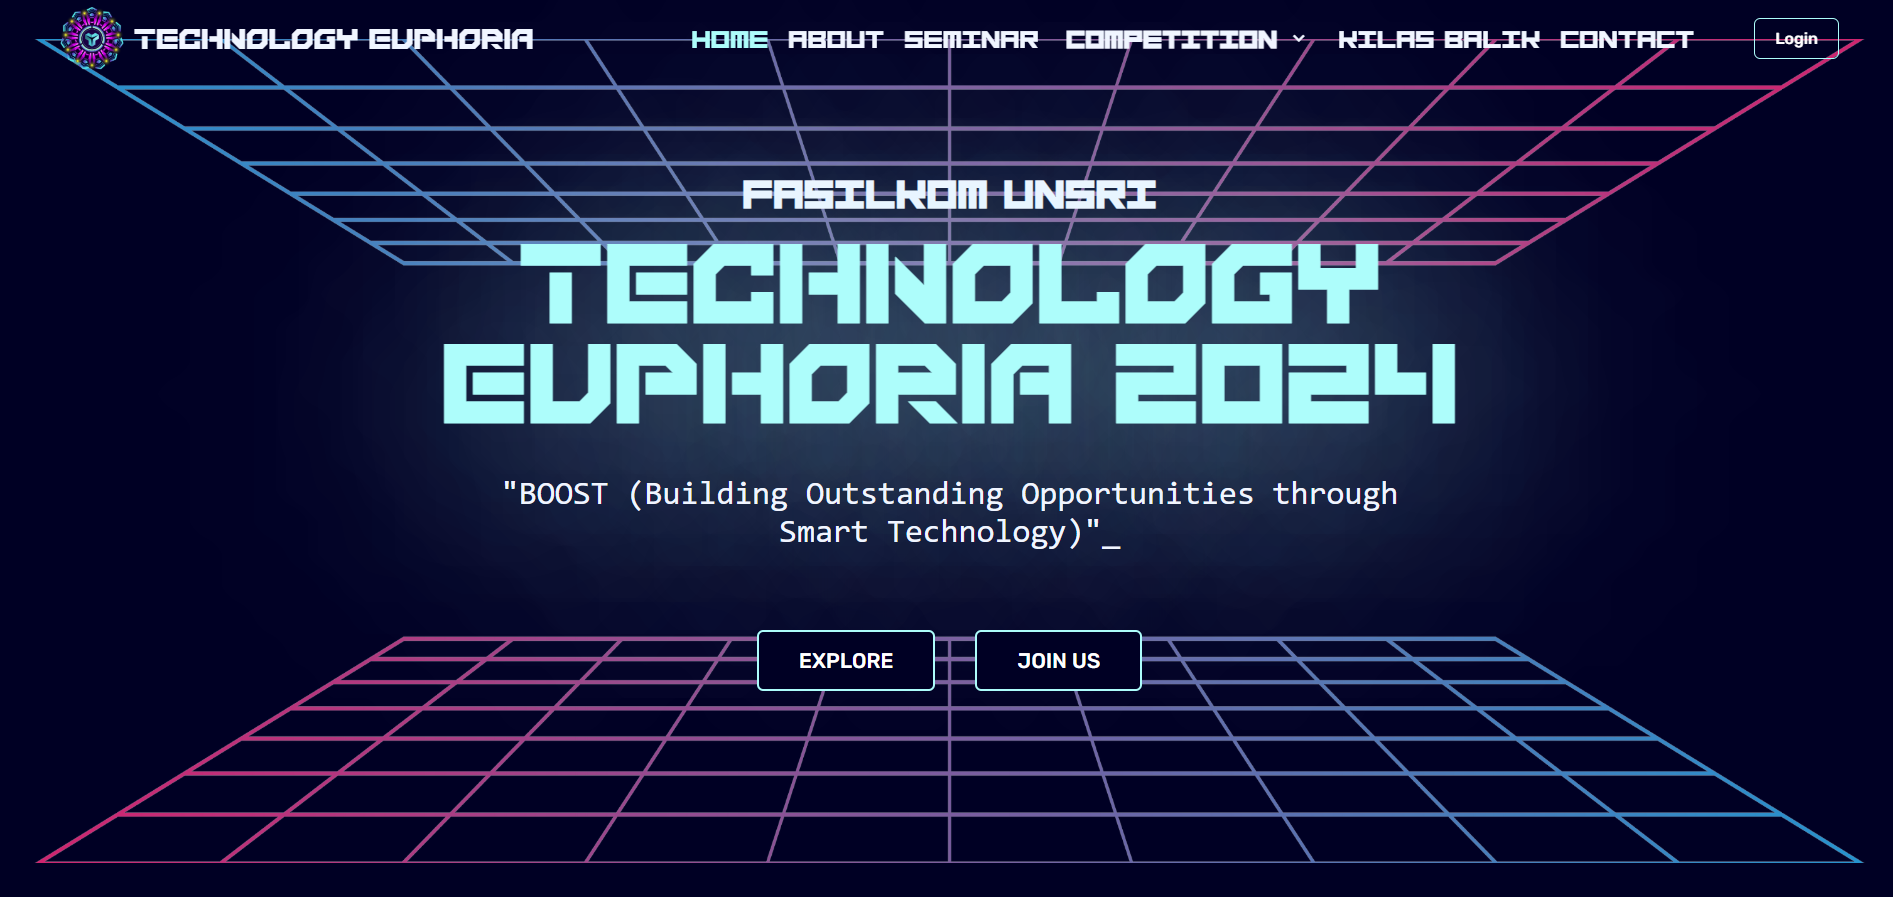 TECHNOLOGY EUPHORIA
HOME ABOUT SEMINAR COMPETITION KILAS BALIK CONTACT Login
FASILKOM UNSRI
TECHNOLOGY
EUPHORIA 2024
"BOOST (Building Outstanding Opportunities through
Smart Technology)"_
EXPLORE JOIN US